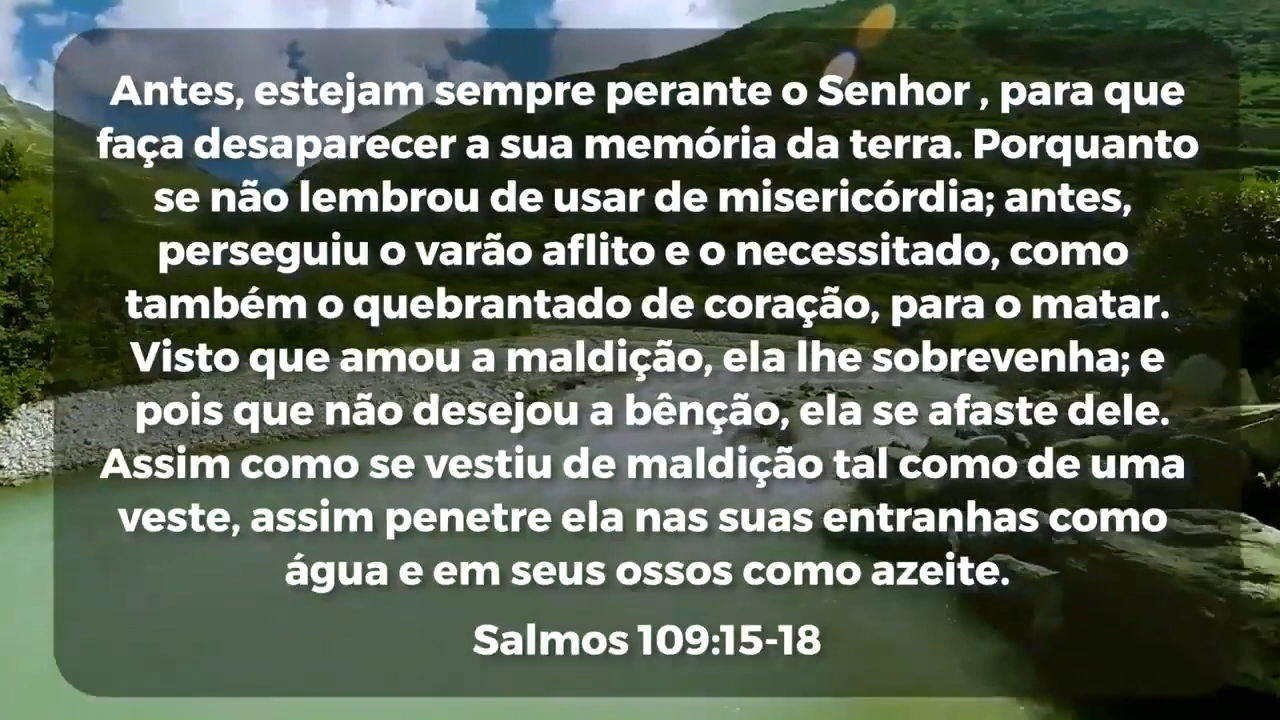 Antes, estejam sempre perante o Senhor , para que
faça desaparecer a sua memória da terra. Porquanto
se não lembrou de usar de misericórdia; antes,
perseguiu o varão aflito e o necessitado, como
também o quebrantado de coração, para o matar.
Visto que amou a maldição, ela lhe sobrevenha; e
pois que não desejou a bênção, ela se afaste dele.
Assim como se vestiu de maldição tal como de uma
veste, assim penetre ela nas suas entranhas como
água e em seus ossos como azeite.
Salmos 109:15-18